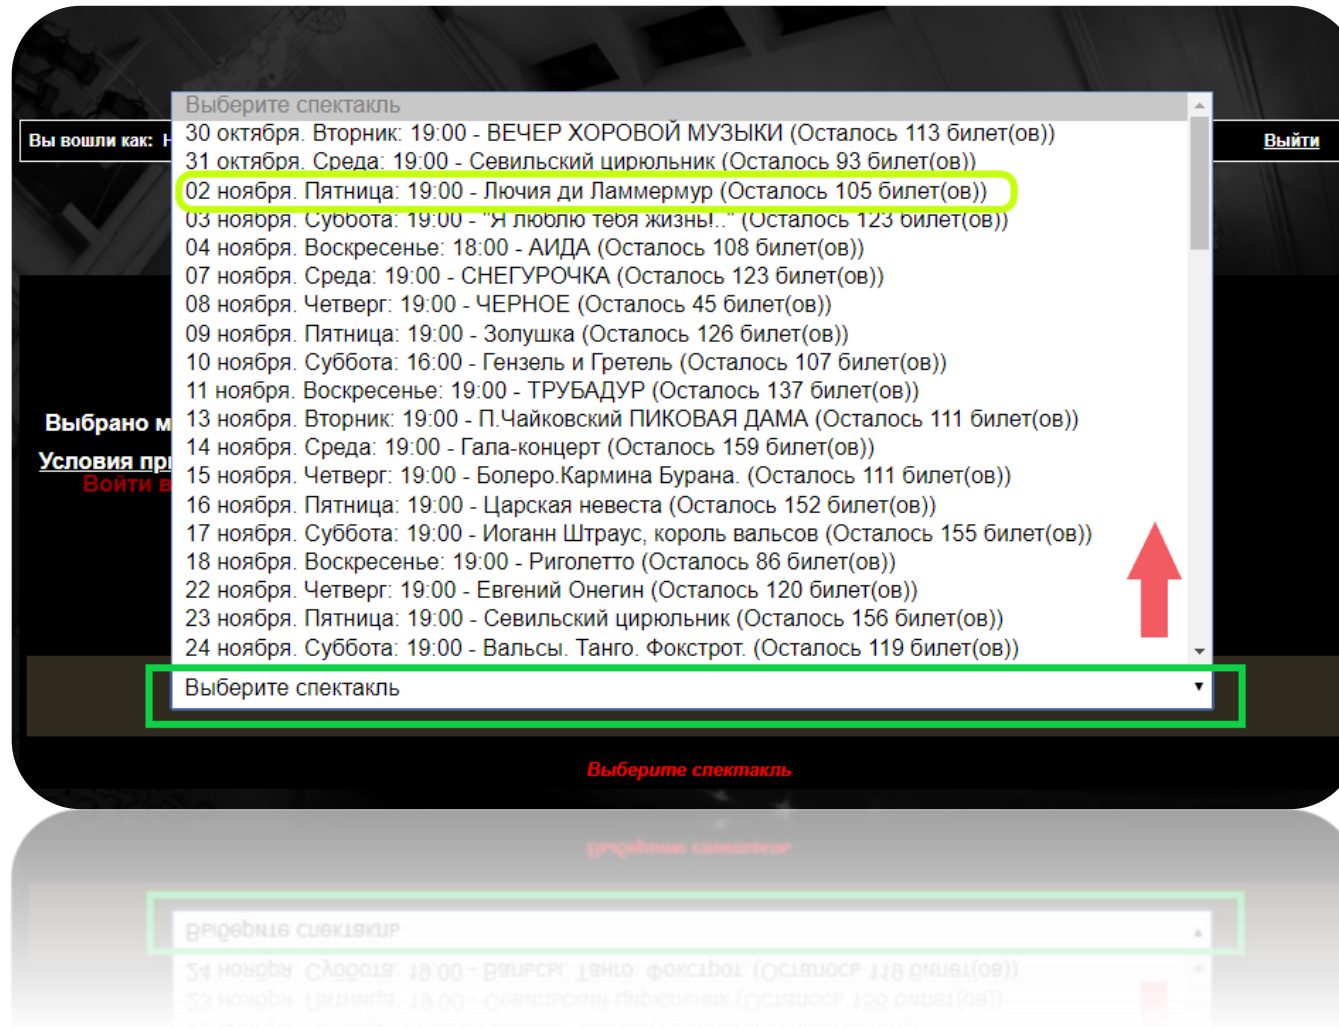 Выберите спектакль
30 октября. Вторник: 19:00 - ВЕЧЕР ХОРОВОЙ МУЗЫКИ (Осталось 113 билет(ов))
Вы вошли как: Н
Выйти
31 октября. Среда: 19:00 - Севильский цирюльник (Осталось 93 билет(ов))
02 ноября. Пятница: 19:00 - Лючия ди Ламмермур (Осталось 105 билет(ов))
03 ноября. Суббота: 19:00 - "Я люблю тебя жизнь!.." (Осталось 123 билет(ов))
04 ноября. Воскресенье: 18:00 - АИДА (Осталось 108 билет(ов))
07 ноября. Среда: 19:00 - СНЕГУРОЧКА (Осталось 123 билет(ов))
08 ноября. Четверг: 19:00 - ЧЕРНОЕ (Осталось 45 билет(ов))
09 ноября. Пятница: 19:00 - Золушка (Осталось 126 билет(ов))
10 ноября. Суббота: 16:00 - Гензель и Гретель (Осталось 107 билет(ов))
11 ноября. Воскресенье: 19:00 - ТРУБАДУР (Осталось 137 билет(ов))
13 ноября. Вторник: 19:00 - П.Чайковский ПИКОВАЯ ДАМА (Осталось 111 билет(ов))
Выбрано м
14 ноября. Среда: 19:00 - Гала-концерт (Осталось 159 билет(ов))
Условия при
15 ноября. Четверг: 19:00 - Болеро.Кармина Бурана. (Осталось 111 билет(ов))
Войти в
16 ноября. Пятница: 19:00 - Царская невеста (Осталось 152 билет(ов))
17 ноября. Суббота: 19:00 - Иоганн Штраус, король вальсов (Осталось 155 билет(ов))
18 ноября. Воскресенье: 19:00 - Риголетто (Осталось 86 билет(ов))
22 ноября. Четверг: 19:00 - Евгений Онегин (Осталось 120 билет(ов))
23 ноября. Пятница: 19:00 - Севильский цирюльник (Осталось 156 билет(ов))
24 ноября. Суббота: 19:00 - Вальсы. Танго. Фокстрот. (Осталось 119 билет(ов))
Выберите спектакль
Выберите спектакль